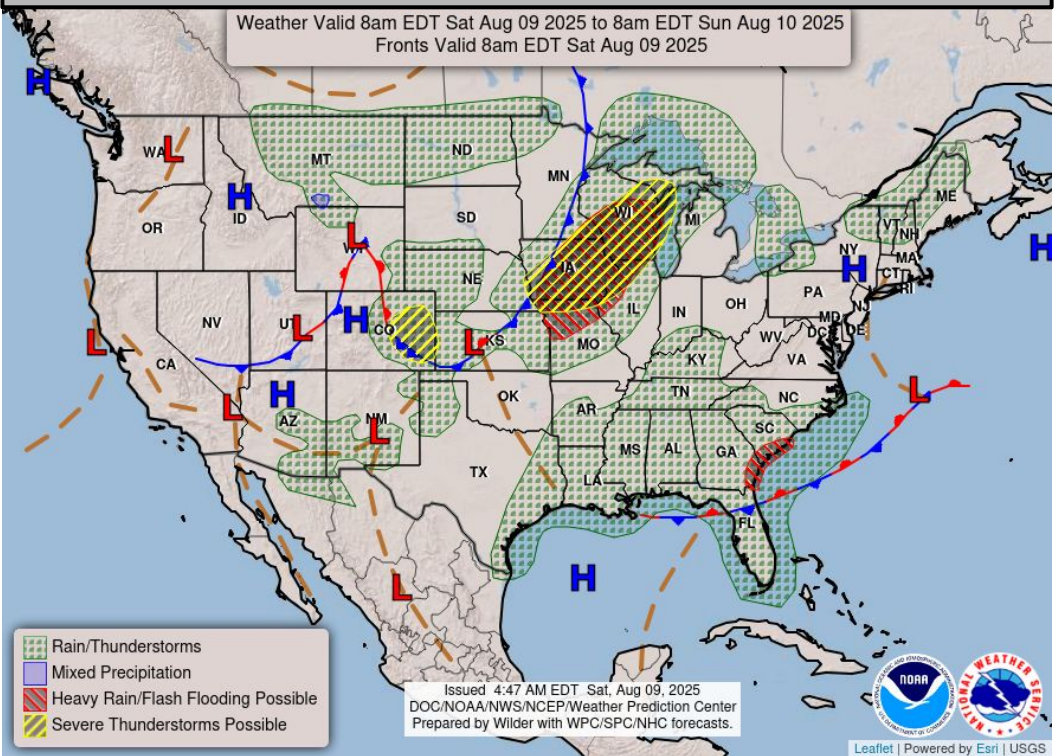 Weather Valid 8am EDT Sat Aug 09 2025 to 8am EDT Sun Aug 10 2025
Fronts Valid 8am EDT Sat Aug 09 2025
H
WA L
MT
ND
MN
ME
H
ID
OR
SD
WI
MI
VT
NH
NY
MA
H
H
L
CT
RI
IA
NE
PA
NJ
OH
IL
IN
MD
DE
DC
NV
UT
L
H
CO
L
KS
MO
WV
VA
KY
L
CA
H
L
AZ
NM
L
OK
AR
TN
NC
L
SC
TX
LA
MS
AL
GA
FL
H
L
Rain/Thunderstorms
Mixed Precipitation
Heavy Rain/Flash Flooding Possible
Severe Thunderstorms Possible
Issued 4:47 AM EDT Sat, Aug 09, 2025
DOC/NOAA/NWS/NCEP/Weather Prediction Center
Prepared by Wilder with WPC/SPC/NHC forecasts.
NOAA
NATIONAL WEATHER SERVICE
Leaflet | Powered by Esri | USGS